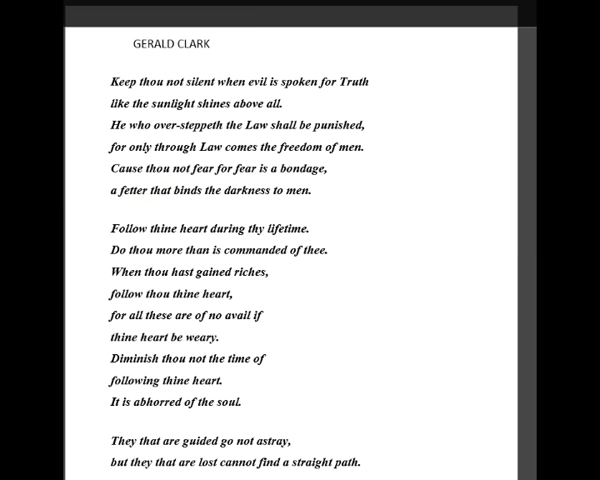 GERALD CLARK
Keep thou not silent when evil is spoken for Truth
like the sunlight shines above all.
He who over-steppeth the Law shall be punished,
for only through Law comes the freedom of men.
Cause thou not fear for fear is a bondage,
a fetter that binds the darkness to men.
Follow thine heart during thy lifetime.
Do thou more than is commanded of thee.
When thou hast gained riches,
follow thou thine heart,
for all these are of no avail if
thine heart be weary.
Diminish thou not the time of
following thine heart.
It is abhorred of the soul.
They that are guided go not astray,
but they that are lost cannot find a straight path.